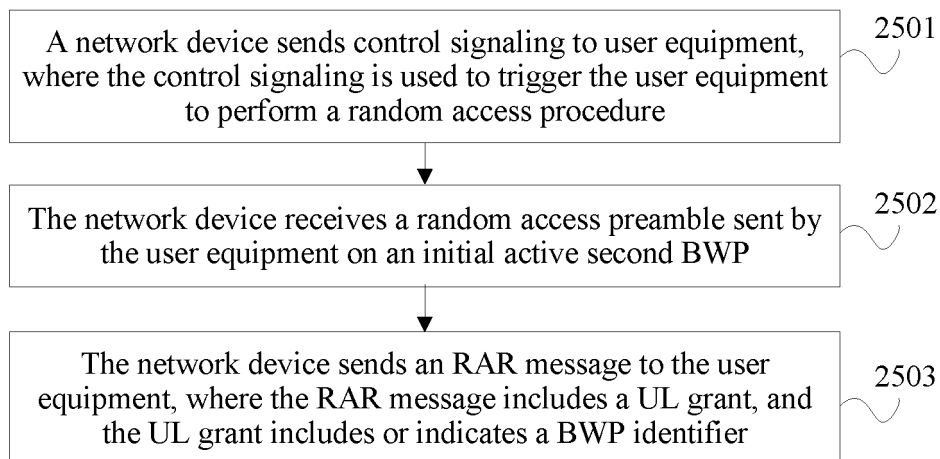 A network device sends control signaling to user equipment,
where the control signaling is used to trigger the user equipment
to perform a random access procedure
2501
The network device receives a random access preamble sent by
the user equipment on an initial active second BWP
2502
The network device sends an RAR message to the user
equipment, where the RAR message includes a UL grant, and
the UL grant includes or indicates a BWP identifier
2503